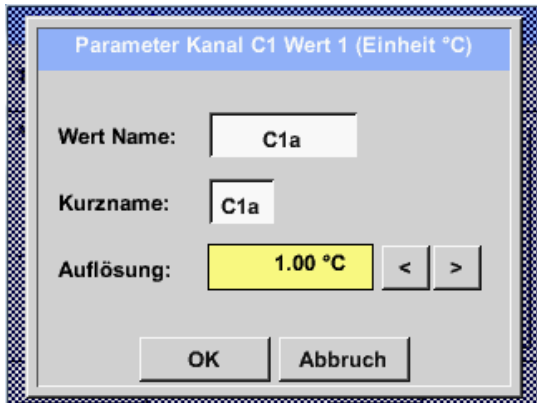 Parameter Kanal C1 Wert 1 (Einheit °C)
Wert Name: C1a
Kurzname: C1a
Auflösung: 1.00 °C < >
OK Abbruch